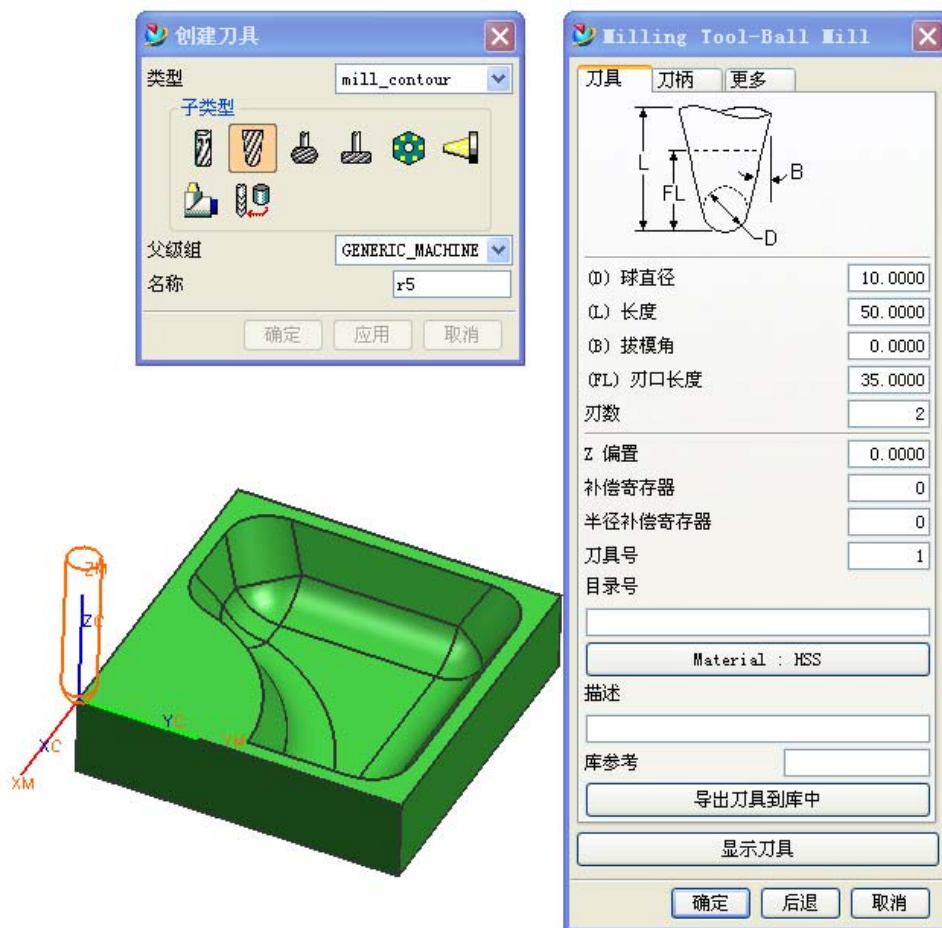 创建刀具
类型
mill_contour
子类型
父级组
GENERIC_MACHINE
名称
r5
确定
应用
取消
Milling Tool-Ball Mill
刀具
刀柄
更多
L
FL
B
D
(D) 球直径
10.0000
(L) 长度
50.0000
(B) 拔模角
0.0000
(FL) 刃口长度
35.0000
刃数
2
Z 偏置
0.0000
补偿寄存器
0
半径补偿寄存器
0
刀具号
1
目录号
Material : HSS
描述
库参考
导出刀具到库中
显示刀具
确定
后退
取消
ZM
ZC
YC
YM
XC
XM